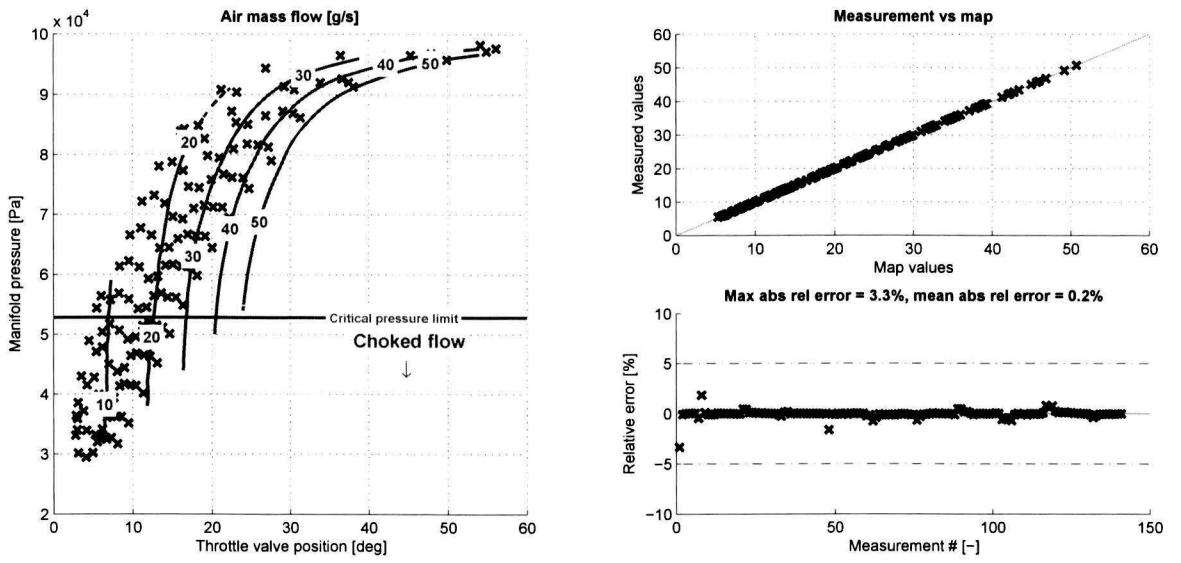 Air mass flow [g/s]
x 10⁴
10
9
8
7
6
5
4
3
2
Manifold pressure [Pa]
30
40
50
20
40
50
30
20
10
Critical pressure limit
Choked flow
↓
0 10 20 30 40 50 60
Throttle valve position [deg]
Measurement vs map
60
50
40
30
20
10
0
Measured values
0 10 20 30 40 50 60
Map values
Max abs rel error = 3.3%, mean abs rel error = 0.2%
10
5
0
−5
−10
Relative error [%]
0 50 100 150
Measurement # [−]